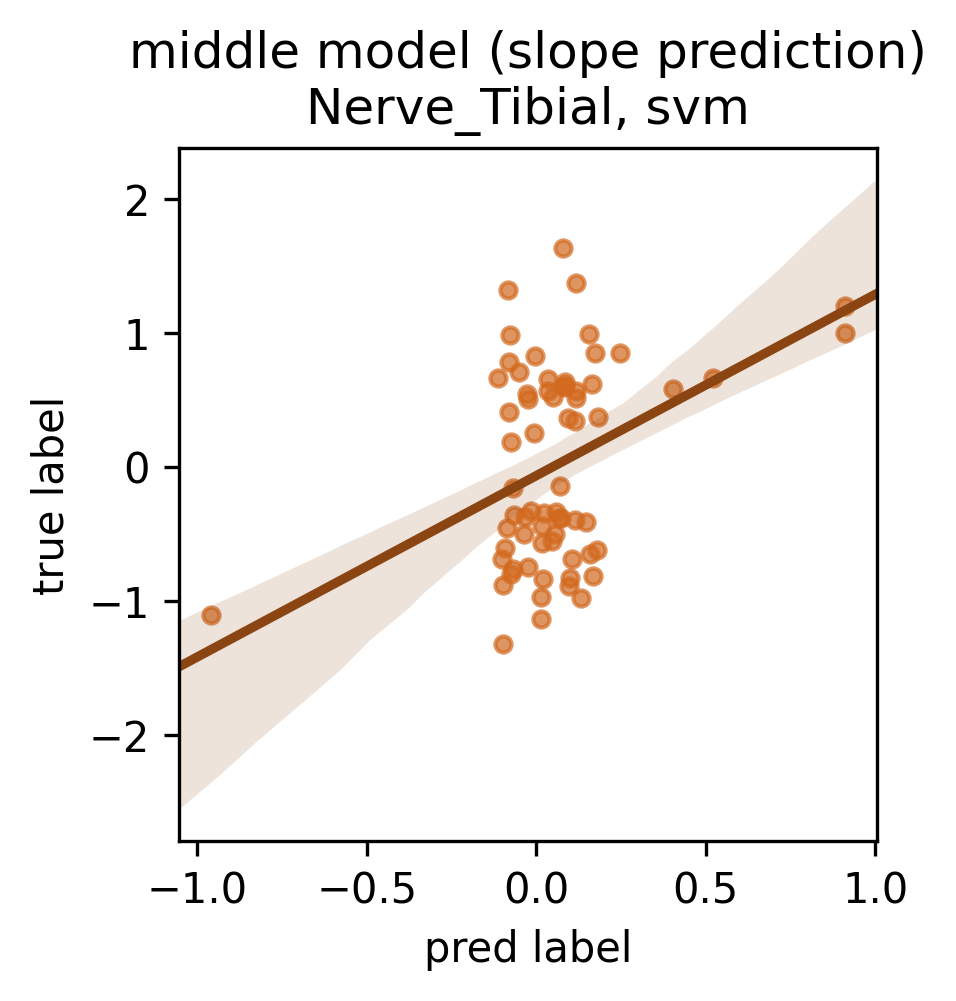 middle model (slope prediction)
Nerve_Tibial, svm
2
1
0
−1
−2
true label
−1.0
−0.5
0.0
0.5
1.0
pred label